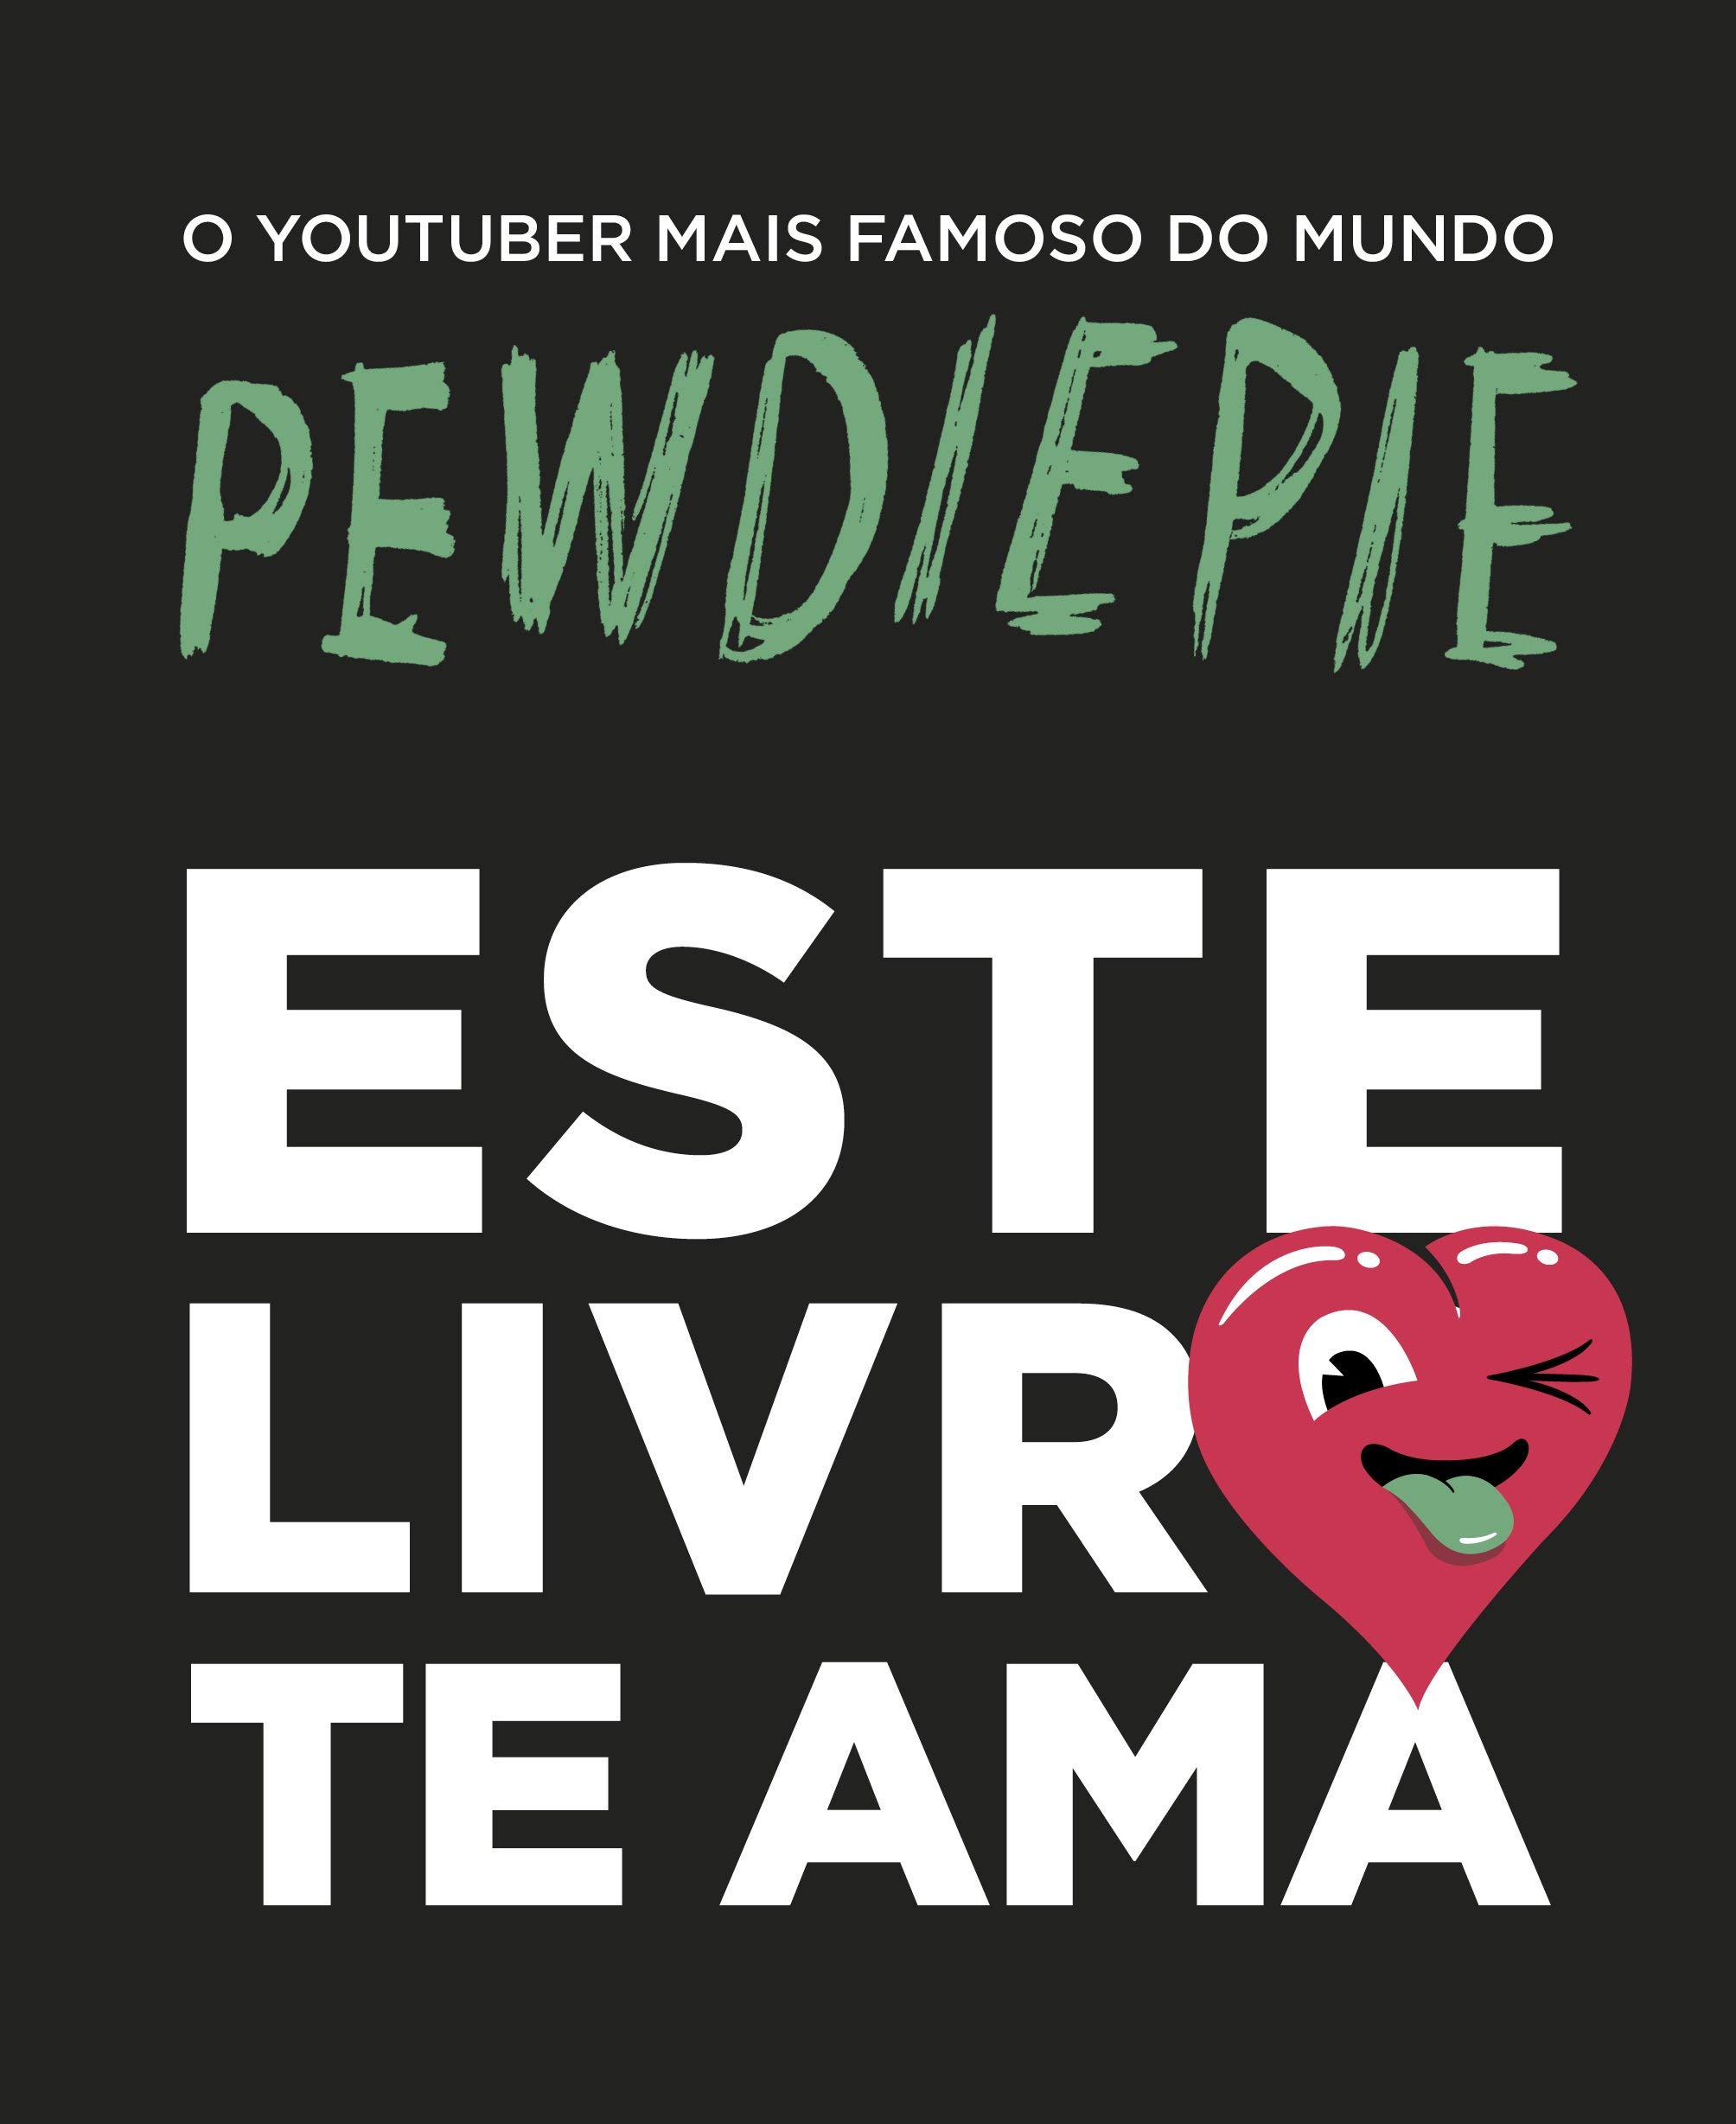 O YOUTUBER MAIS FAMOSO DO MUNDO
PEWDIEPIE
ESTE
LIVRO
TE AMA